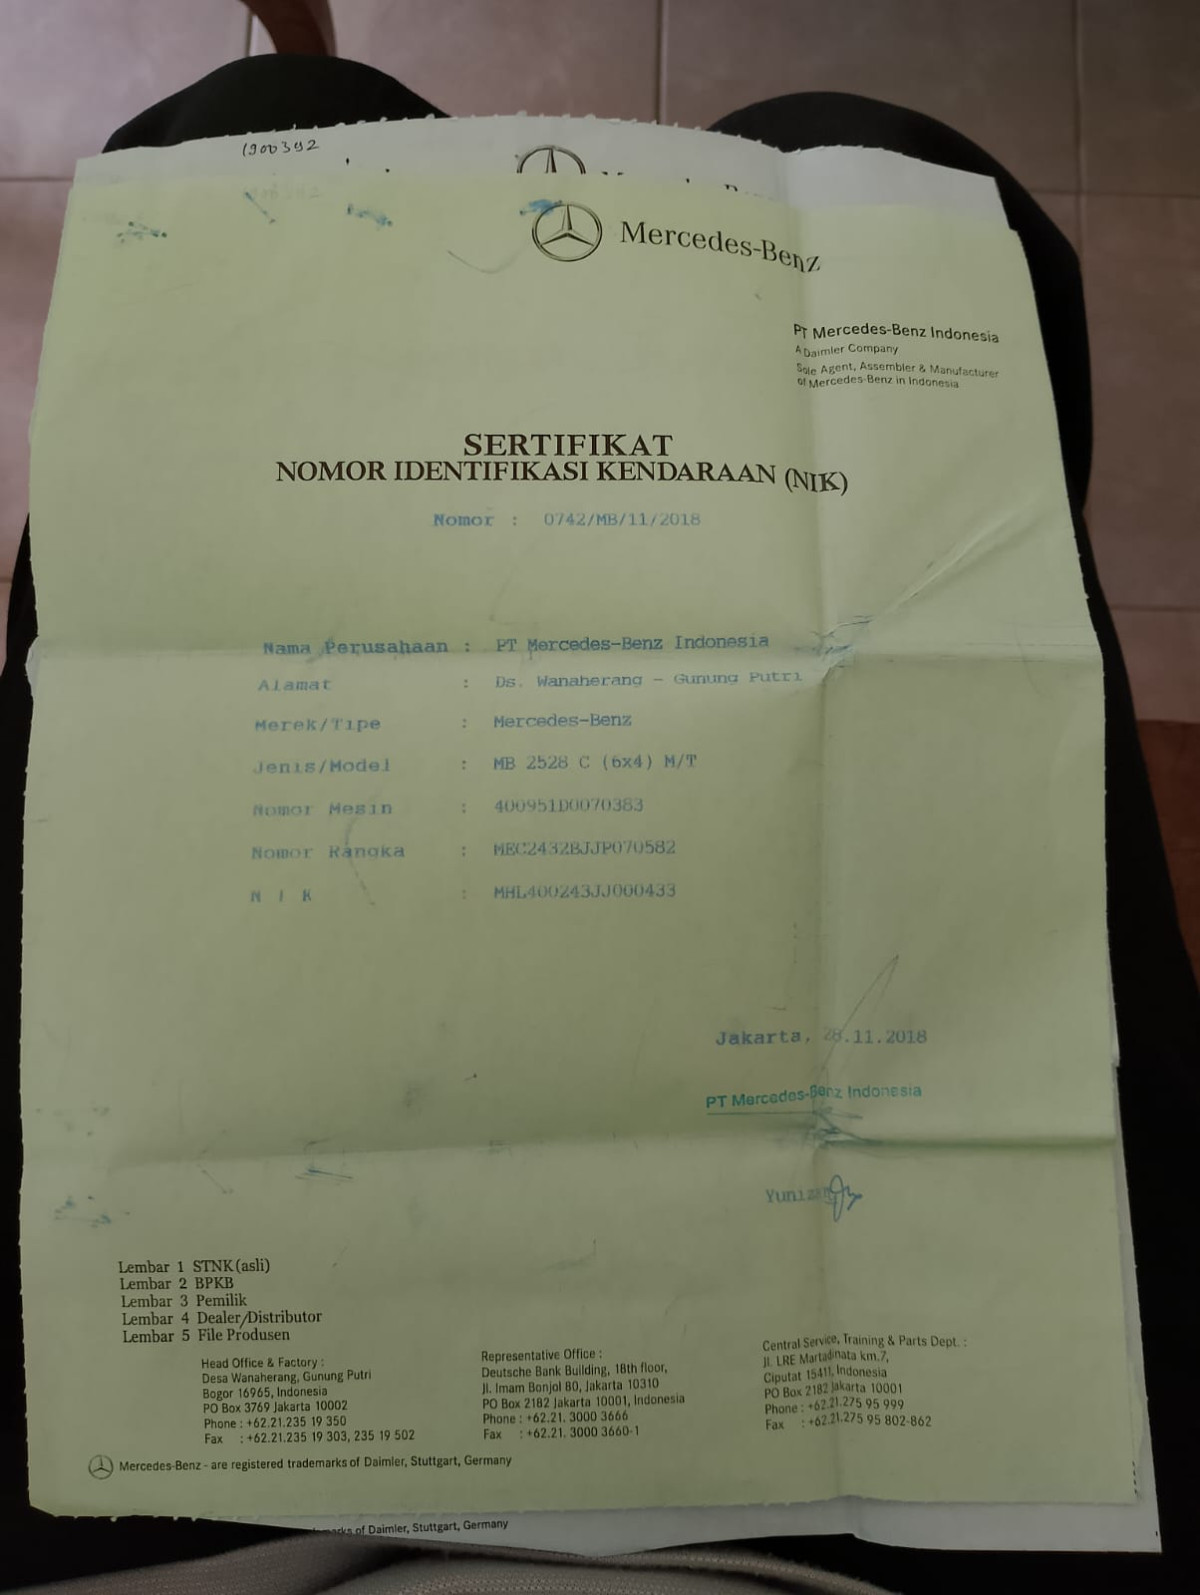 1900392
Mercedes-Benz
PT Mercedes-Benz Indonesia
A Daimler Company
Sole Agent, Assembler & Manufacturer
of Mercedes-Benz in Indonesia
SERTIFIKAT
NOMOR IDENTIFIKASI KENDARAAN (NIK)
Nomor : 0742/MB/11/2018
Nama Perusahaan : PT Mercedes-Benz Indonesia
Alamat : Ds. Wanaherang - Gunung Putri
Merek/Tipe : Mercedes-Benz
Jenis/Model : MB 2528 C (6x4) M/T
Nomor Mesin : 400951D0070383
Nomor Rangka : MEC2432BJJP070582
N I K : MHL400243JJ000433
Jakarta, 28.11.2018
PT Mercedes-Benz Indonesia
Lembar 1 STNK (asli)
Lembar 2 BPKB
Lembar 3 Pemilik
Lembar 4 Dealer/Distributor
Lembar 5 File Produsen
Head Office & Factory :
Desa Wanaherang, Gunung Putri
Bogor 16965, Indonesia
PO Box 3769 Jakarta 10002
Phone : +62.21.235 19 350
Fax : +62.21.235 19 303, 235 19 502
Representative Office :
Deutsche Bank Building, 18th floor,
Jl. Imam Bonjol 80, Jakarta 10310
PO Box 2182 Jakarta 10001, Indonesia
Phone : +62.21. 3000 3666
Fax : +62.21. 3000 3660-1
Central Service, Training & Parts Dept. :
Jl. LRE Martadinata km.7,
Ciputat 15411, Indonesia
PO Box 2182 Jakarta 10001
Phone : +62.21.275 95 999
Fax : +62.21.275 95 802-862
Mercedes-Benz - are registered trademarks of Daimler, Stuttgart, Germany
of Daimler, Stuttgart, Germany